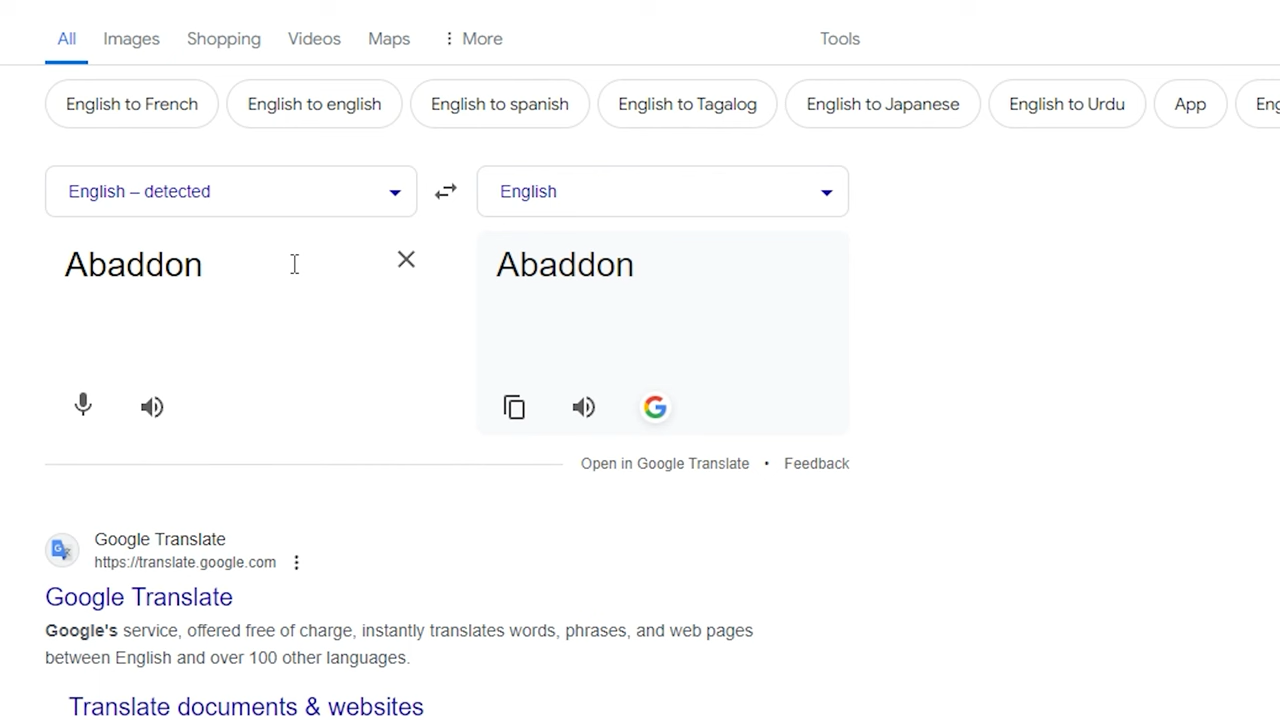 All Images Shopping Videos Maps More Tools
English to French English to english English to spanish English to Tagalog English to Japanese English to Urdu App
English – detected English
Abaddon Abaddon
Open in Google Translate • Feedback
Google Translate
https://translate.google.com
Google Translate
Google's service, offered free of charge, instantly translates words, phrases, and web pages
between English and over 100 other languages.
Translate documents & websites